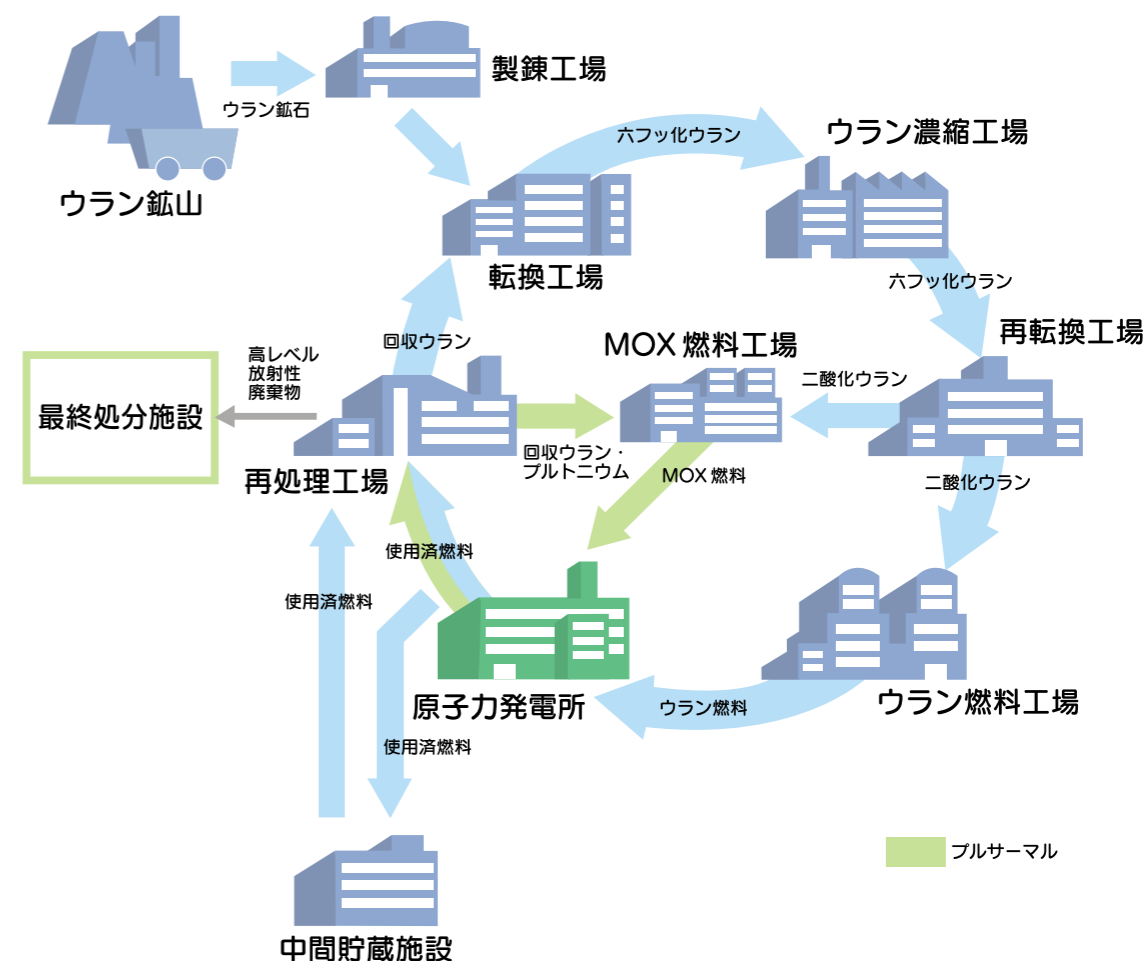 製錬工場
ウラン鉱石
六フッ化ウラン
ウラン濃縮工場
ウラン鉱山
転換工場
六フッ化ウラン
再転換工場
回収ウラン
MOX 燃料工場
高レベル
放射性
廃棄物
二酸化ウラン
最終処分施設
回収ウラン・
プルトニウム
MOX 燃料
再処理工場
二酸化ウラン
使用済燃料
使用済燃料
原子力発電所
ウラン燃料
ウラン燃料工場
使用済燃料
プルサーマル
中間貯蔵施設